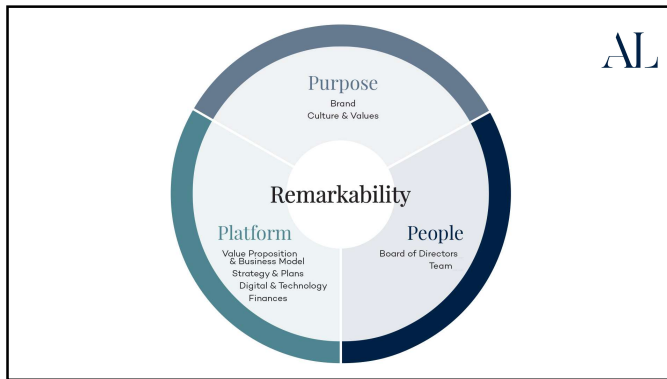 AL
Purpose
Brand
Culture & Values
Remarkability
Platform
Value Proposition
& Business Model
Strategy & Plans
Digital & Technology
Finances
People
Board of Directors
Team